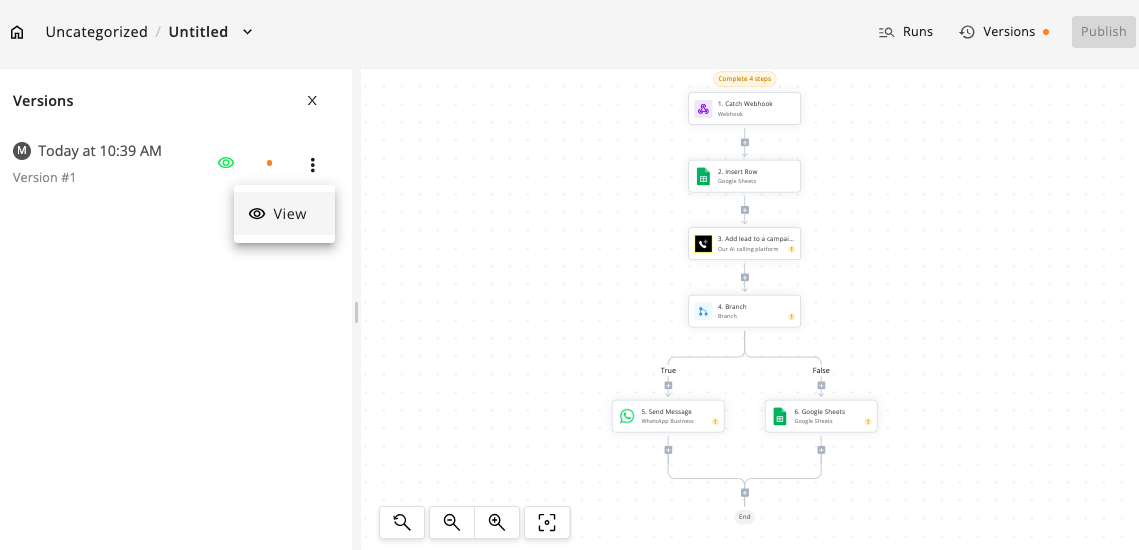 Uncategorized / Untitled
Runs
Versions
Publish
Versions
X
M Today at 10:39 AM
Version #1
View
Complete 4 steps
1. Catch Webhook
Webhook
2. Insert Row
Google Sheets
3. Add lead to a campai...
Our AI calling platform
4. Branch
Branch
True
False
5. Send Message
WhatsApp Business
6. Google Sheets
Google Sheets
End